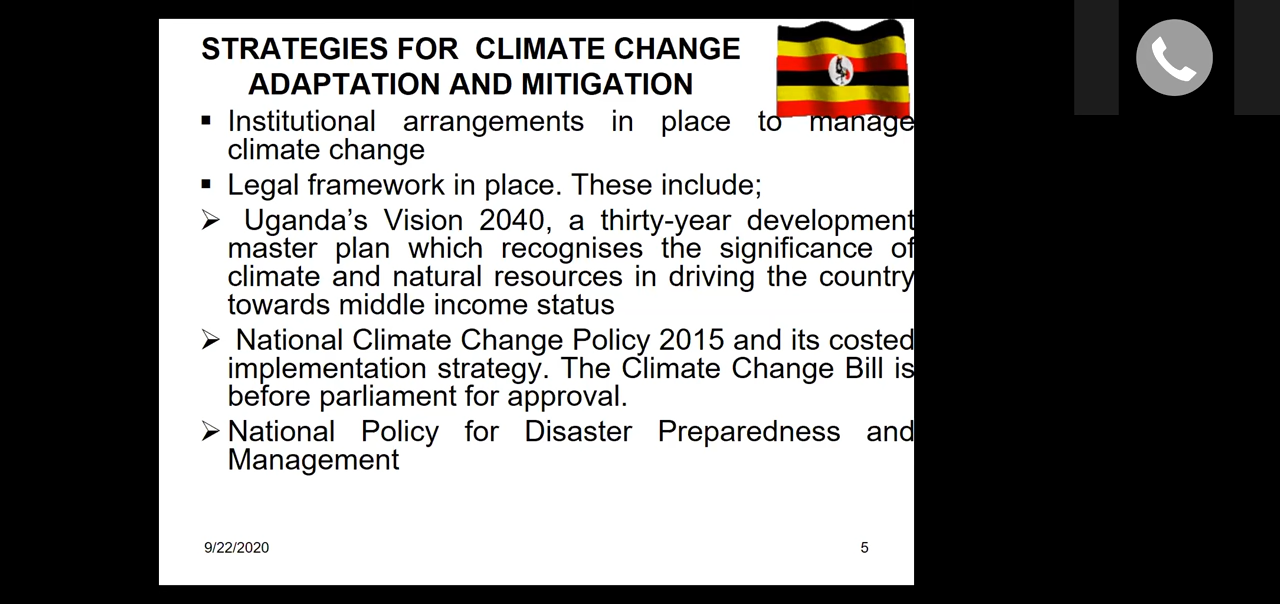 STRATEGIES FOR CLIMATE CHANGE
ADAPTATION AND MITIGATION
▪ Institutional arrangements in place to manage
climate change
▪ Legal framework in place. These include;
➢ Uganda’s Vision 2040, a thirty-year development
master plan which recognises the significance of
climate and natural resources in driving the country
towards middle income status
➢ National Climate Change Policy 2015 and its costed
implementation strategy. The Climate Change Bill is
before parliament for approval.
➢ National Policy for Disaster Preparedness and
Management
9/22/2020
5